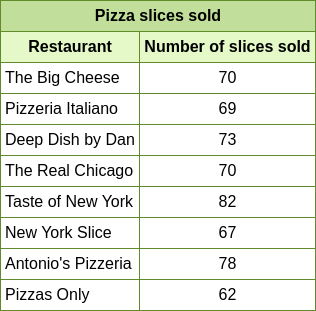 Pizza slices sold
Restaurant Number of slices sold
The Big Cheese 70
Pizzeria Italiano 69
Deep Dish by Dan 73
The Real Chicago 70
Taste of New York 82
New York Slice 67
Antonio's Pizzeria 78
Pizzas Only 62